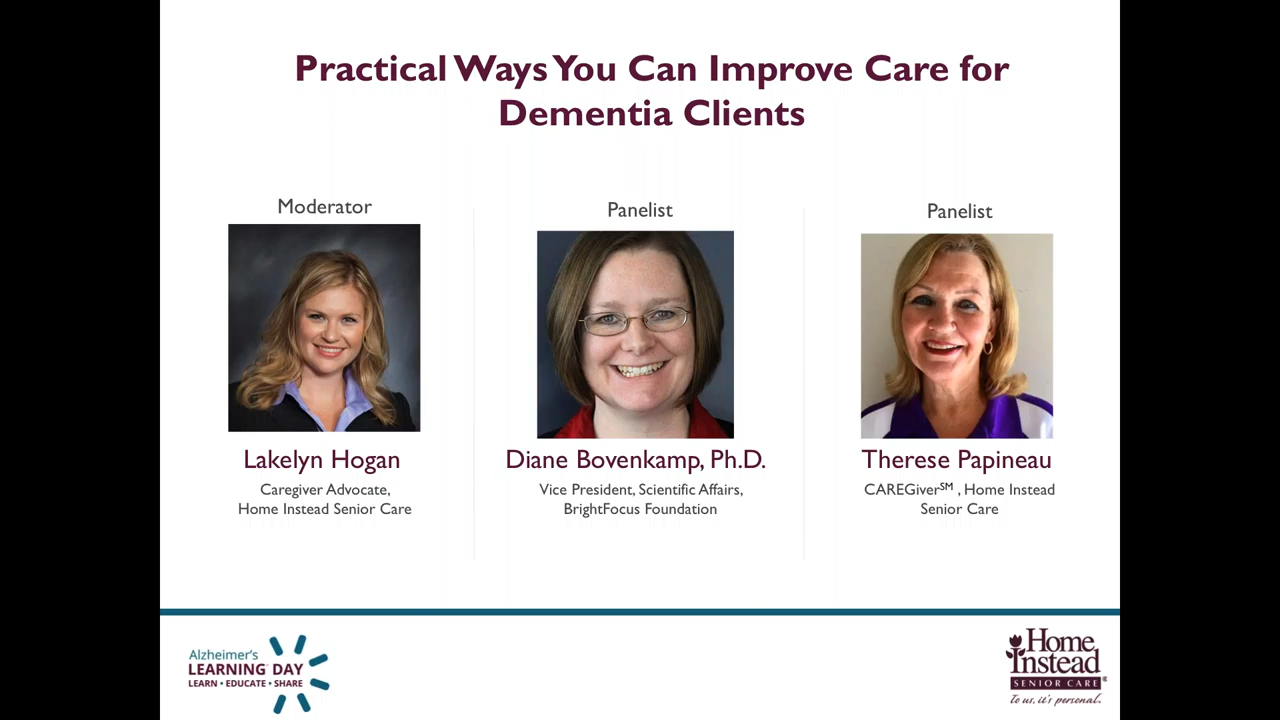 Practical Ways You Can Improve Care for
Dementia Clients
Moderator
Lakelyn Hogan
Caregiver Advocate,
Home Instead Senior Care
Panelist
Diane Bovenkamp, Ph.D.
Vice President, Scientific Affairs,
BrightFocus Foundation
Panelist
Therese Papineau
CAREGiver℠ , Home Instead
Senior Care
Alzheimer's
LEARNING DAY
LEARN • EDUCATE • SHARE
Home
Instead
SENIOR CARE®
To us, it's personal.